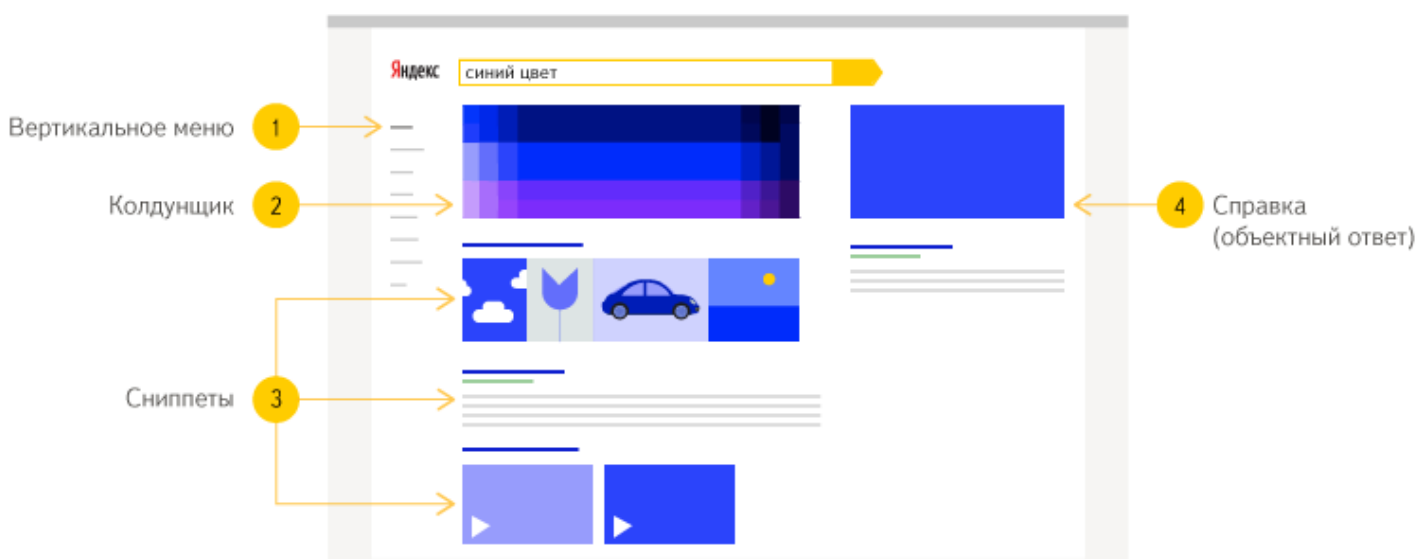 Яндекс
синий цвет
Вертикальное меню
1
Колдунщик
2
4
Справка
(объектный ответ)
Сниппеты
3